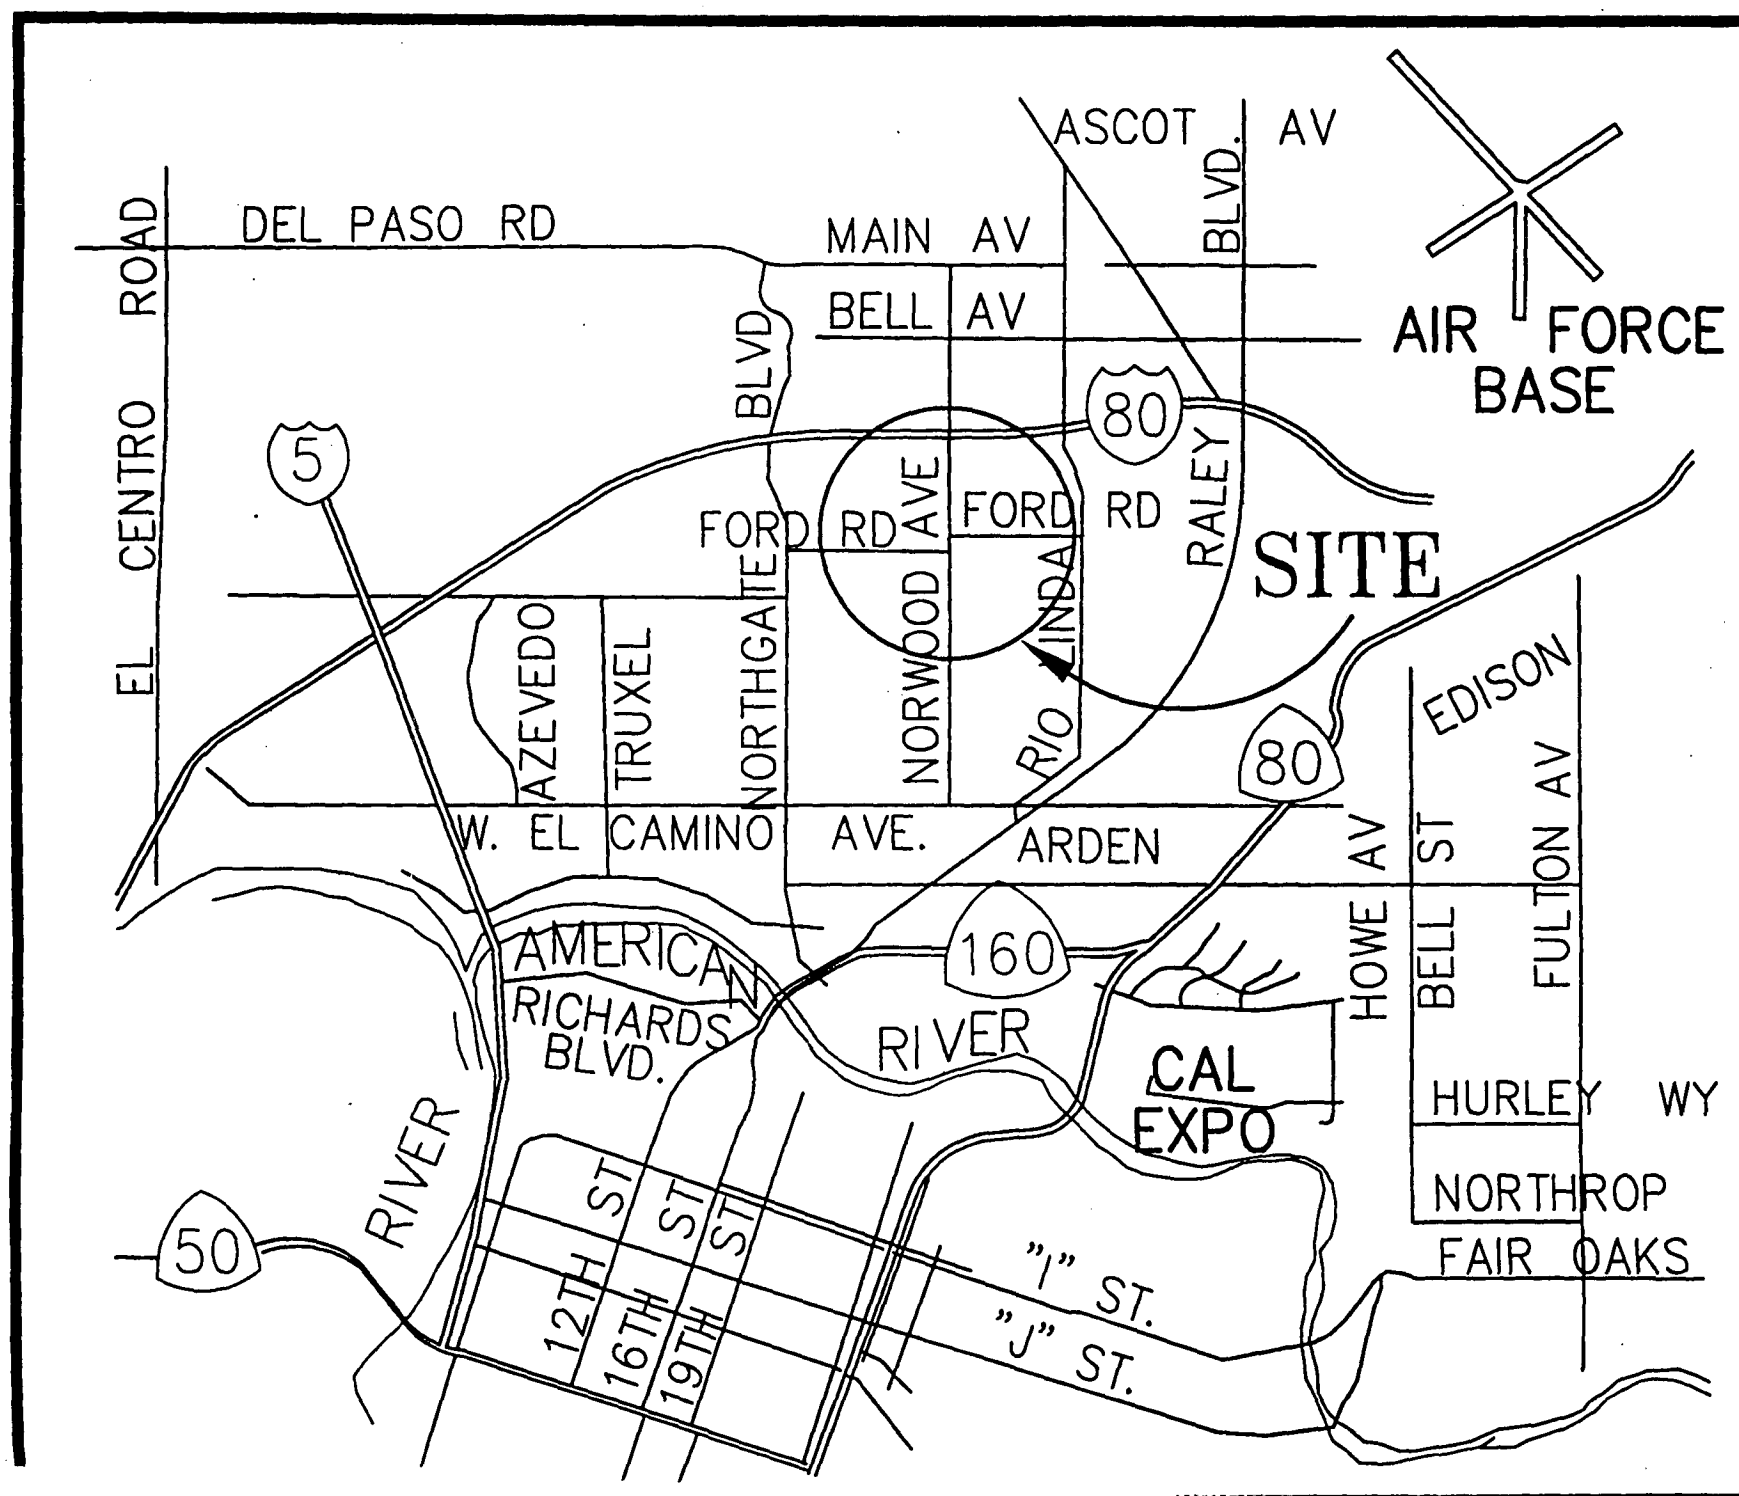 ASCOT AV
DEL PASO RD
MAIN AV
BELL AV
AIR FORCE
BASE
EL CENTRO ROAD
NORTHGATE BLVD
RALEY BLVD.
5
80
FORD RD
FORD RD
NORWOOD AVE
RIO LINDA
SITE
AZEVEDO
TRUXEL
EDISON
80
W. EL CAMINO AVE.
ARDEN
HOWE AV
BELL ST
FULTON AV
AMERICAN
RIVER
160
RICHARDS
BLVD.
CAL
EXPO
HURLEY WY
NORTHROP
FAIR OAKS
RIVER
50
12TH ST
16TH ST
19TH ST
"I" ST.
"J" ST.